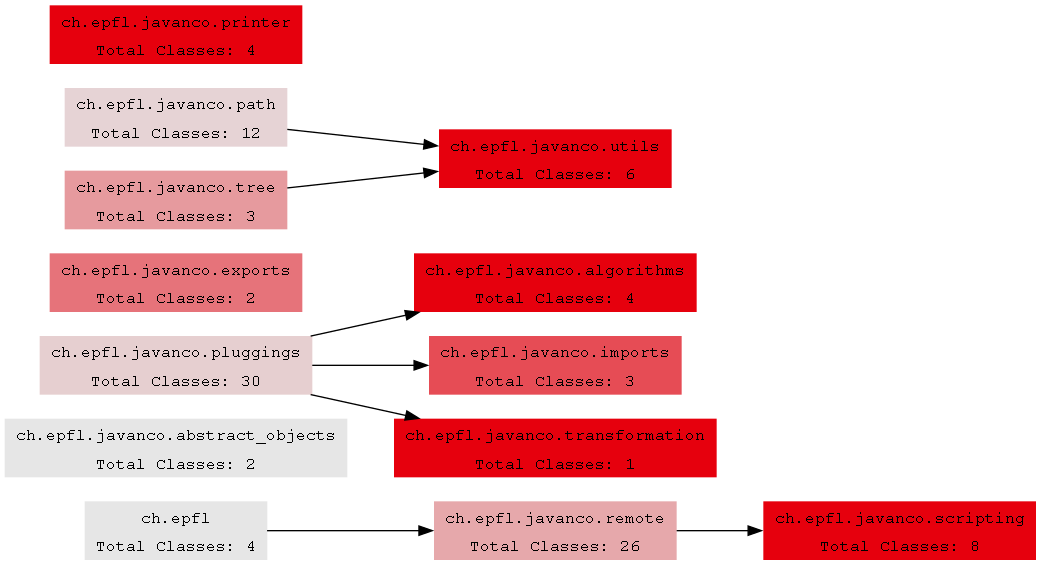 ch.epfl.javanco.printer
Total Classes: 4
ch.epfl.javanco.path
Total Classes: 12
ch.epfl.javanco.utils
Total Classes: 6
ch.epfl.javanco.tree
Total Classes: 3
ch.epfl.javanco.exports
Total Classes: 2
ch.epfl.javanco.algorithms
Total Classes: 4
ch.epfl.javanco.pluggings
Total Classes: 30
ch.epfl.javanco.imports
Total Classes: 3
ch.epfl.javanco.abstract_objects
Total Classes: 2
ch.epfl.javanco.transformation
Total Classes: 1
ch.epfl
Total Classes: 4
ch.epfl.javanco.remote
Total Classes: 26
ch.epfl.javanco.scripting
Total Classes: 8